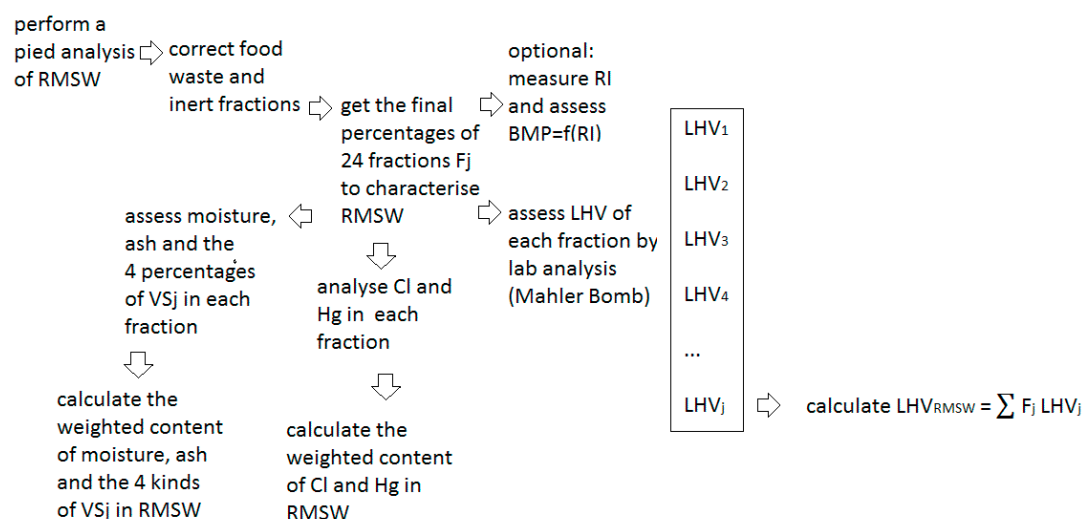 perform a
pied analysis
of RMSW
correct food
waste and
inert fractions
get the final
percentages of
24 fractions Fj
to characterise
RMSW
optional:
measure RI
and assess
BMP=f(RI)
assess LHV of
each fraction by
lab analysis
(Mahler Bomb)
LHV1
LHV2
LHV3
LHV4
...
LHVj
calculate LHVRMSW = ∑ Fj LHVj
assess moisture,
ash and the
4 percentages
of VSj in each
fraction
calculate the
weighted content
of moisture, ash
and the 4 kinds
of VSj in RMSW
analyse Cl and
Hg in each
fraction
calculate the
weighted content
of Cl and Hg in
RMSW